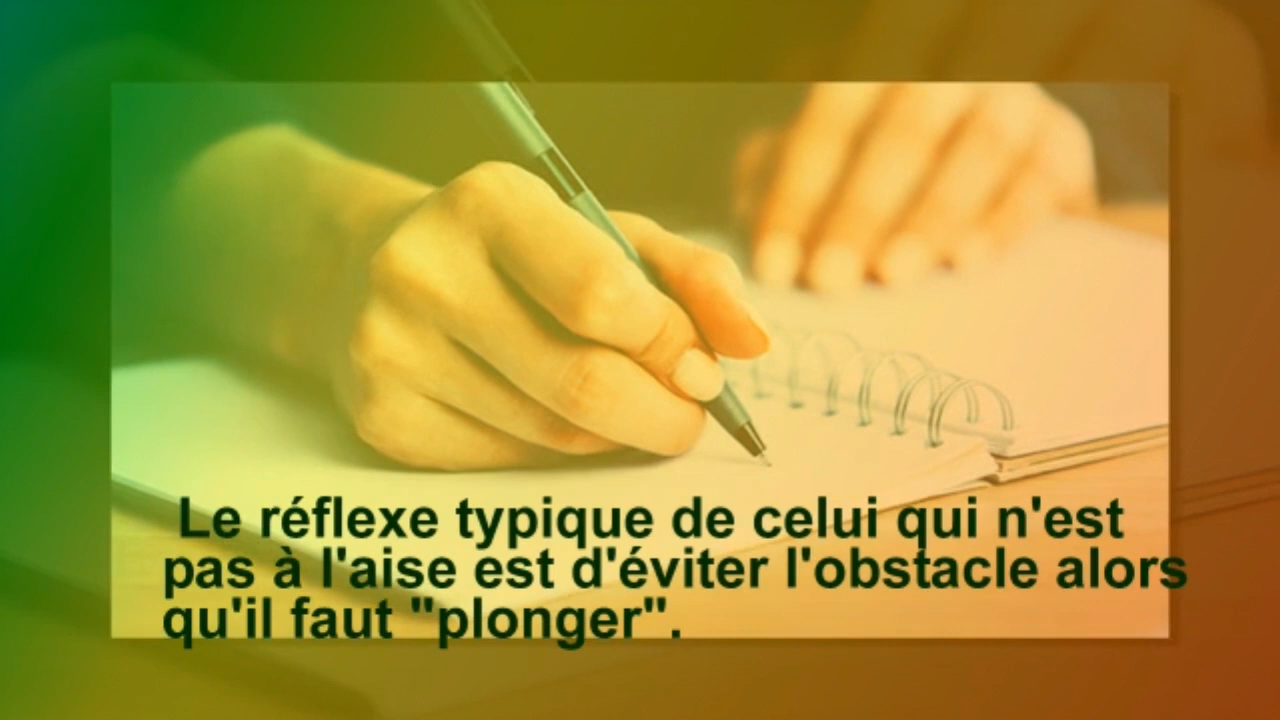 Le réflexe typique de celui qui n'est
pas à l'aise est d'éviter l'obstacle alors
qu'il faut "plonger".